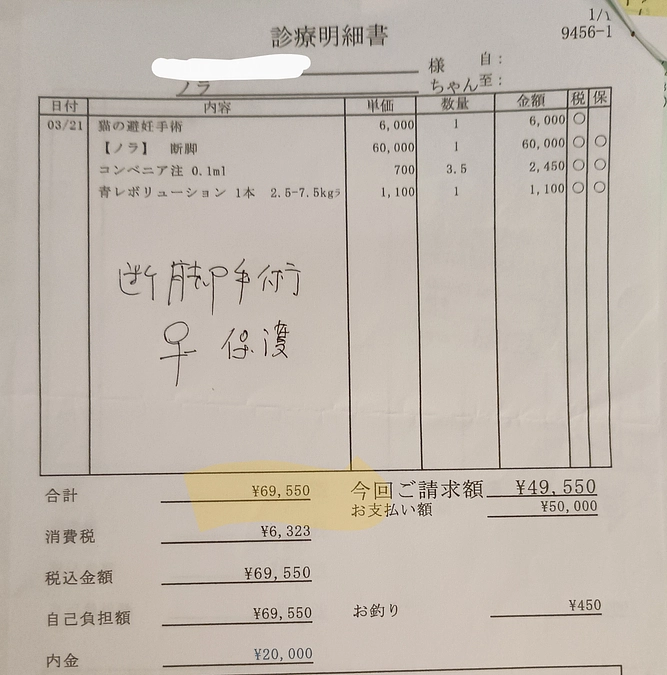 1/1
9456-1
診療明細書
様 自:
ノラ ちゃん 至:
日付 内容 単価 数量 金額 税 保
03/21 猫の避妊手術 6,000 1 6,000 ○
【ノラ】 断脚 60,000 1 60,000 ○ ○
コンベニア注 0.1ml 700 3.5 2,450 ○ ○
青レボリューション 1本 2.5-7.5kgラ 1,100 1 1,100 ○ ○
断脚手術
♀ 保護
合計 ¥69,550 今回ご請求額 ¥49,550
お支払い額 ¥50,000
消費税 ¥6,323
税込金額 ¥69,550
自己負担額 ¥69,550 お釣り ¥450
内金 ¥20,000